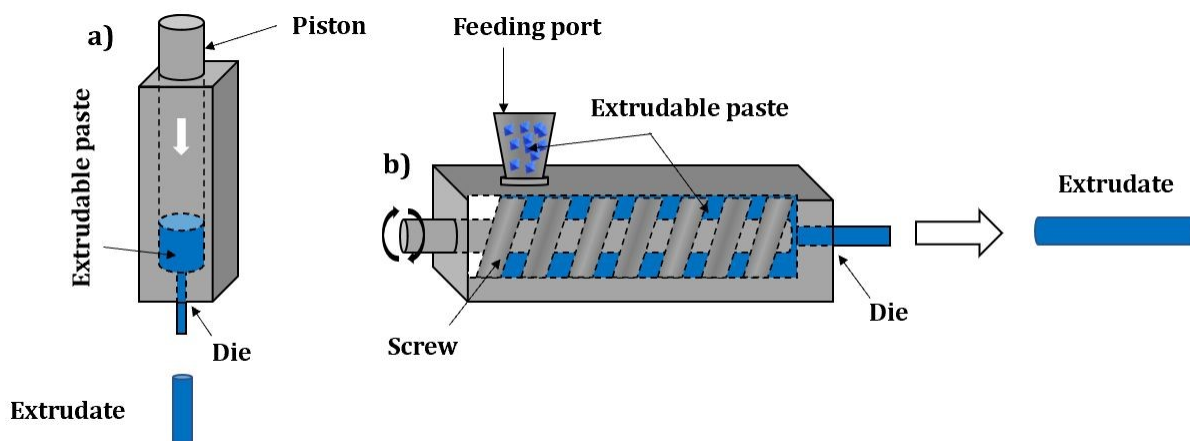 a)
Piston
Extrudable paste
Die
Extrudate
Feeding port
Extrudable paste
b)
Screw
Die
Extrudate